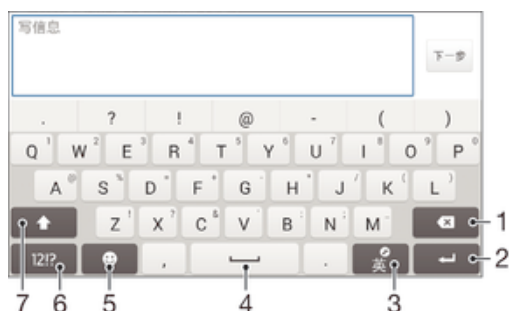 写信息
下一步
. ? ! @ - ( )
Q 1 W 2 E 3 R 4 T 5 Y 6 U 7 I 8 O 9 P 0
A @ S D F G H J / K ( L )
Z ! X ? C & V B N ; M 1
12!? , . 英 2
7 6 5 4 3